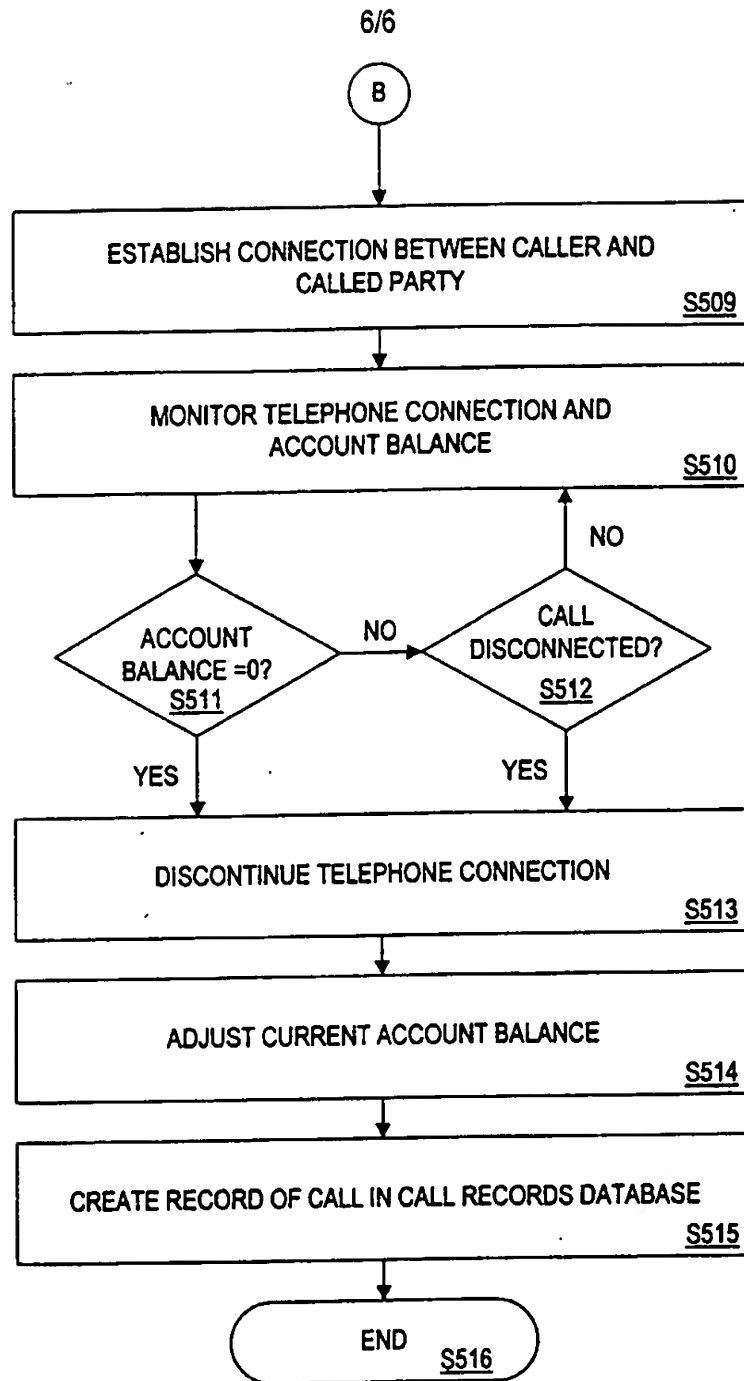 6/6
B
ESTABLISH CONNECTION BETWEEN CALLER AND
CALLED PARTY
S509
MONITOR TELEPHONE CONNECTION AND
ACCOUNT BALANCE
S510
NO
ACCOUNT
BALANCE =0?
S511
NO
CALL
DISCONNECTED?
S512
YES
YES
DISCONTINUE TELEPHONE CONNECTION
S513
ADJUST CURRENT ACCOUNT BALANCE
S514
CREATE RECORD OF CALL IN CALL RECORDS DATABASE
S515
END
S516